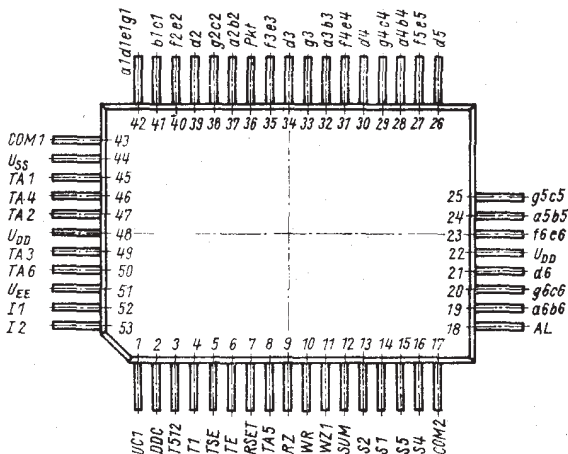 a1d1e1g1 b1c1 f2e2 a2 g2c2 a2b2 Pkt f3e3 d3 g3 a3b3 f4e4 d4 g4c4 a4b4 f5e5 d5
42 41 40 39 38 37 36 35 34 33 32 31 30 29 28 27 26
COM1 43
USS 44
TA1 45
TA4 46
TA2 47
UDD 48
TA3 49
TA6 50
UEE 51
I1 52
I2 53
25 g5c5
24 a5b5
23 f6e6
22 UDD
21 d6
20 g6c6
19 a6b6
18 AL
1 2 3 4 5 6 7 8 9 10 11 12 13 14 15 16 17
UC1 DDC T512 T1 TSE TE RSET TA5 RZ WR WZ1 SUM S2 S1 S5 S4 COM2